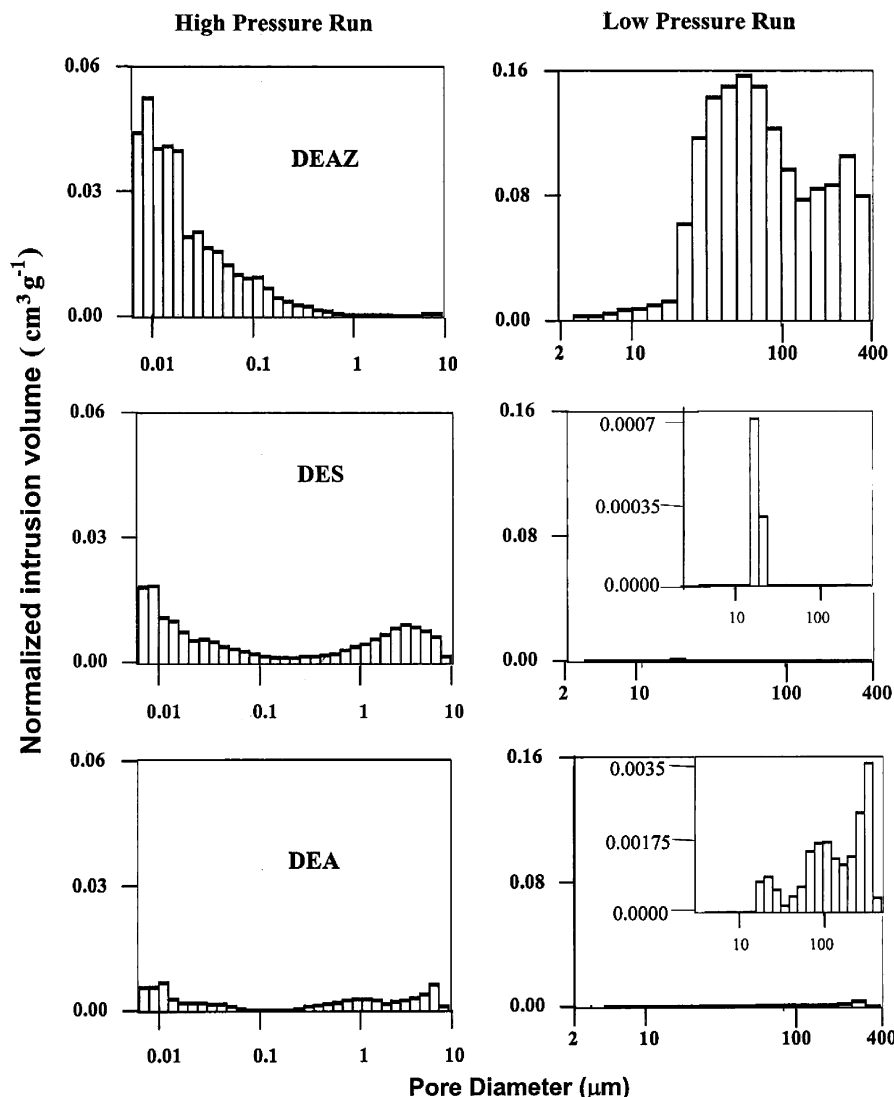 High Pressure Run
Low Pressure Run
Normalized intrusion volume (cm³ g⁻¹)
0.06
0.03
0.00
DEAZ
0.01 0.1 1 10
0.16
0.08
0.00
2 10 100 400
0.06
0.03
0.00
DES
0.01 0.1 1 10
0.16
0.08
0.00
0.0007
0.00035
0.0000
10 100
2 10 100 400
0.06
0.03
0.00
DEA
0.01 0.1 1 10
0.16
0.08
0.00
0.0035
0.00175
0.0000
10 100
2 10 100 400
Pore Diameter (μm)